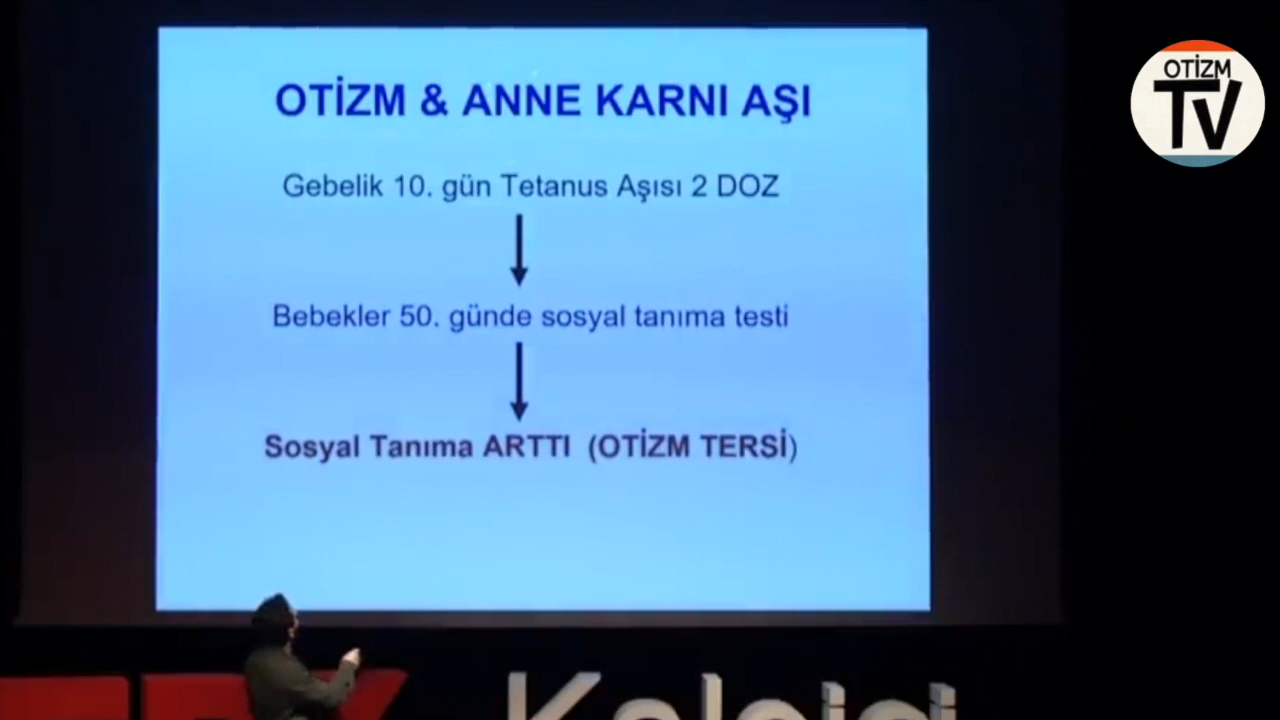 OTİZM & ANNE KARNI AŞI
Gebelik 10. gün Tetanus Aşısı 2 DOZ
Bebekler 50. günde sosyal tanıma testi
Sosyal Tanıma ARTTI (OTİZM TERSİ)
OTİZM
TV